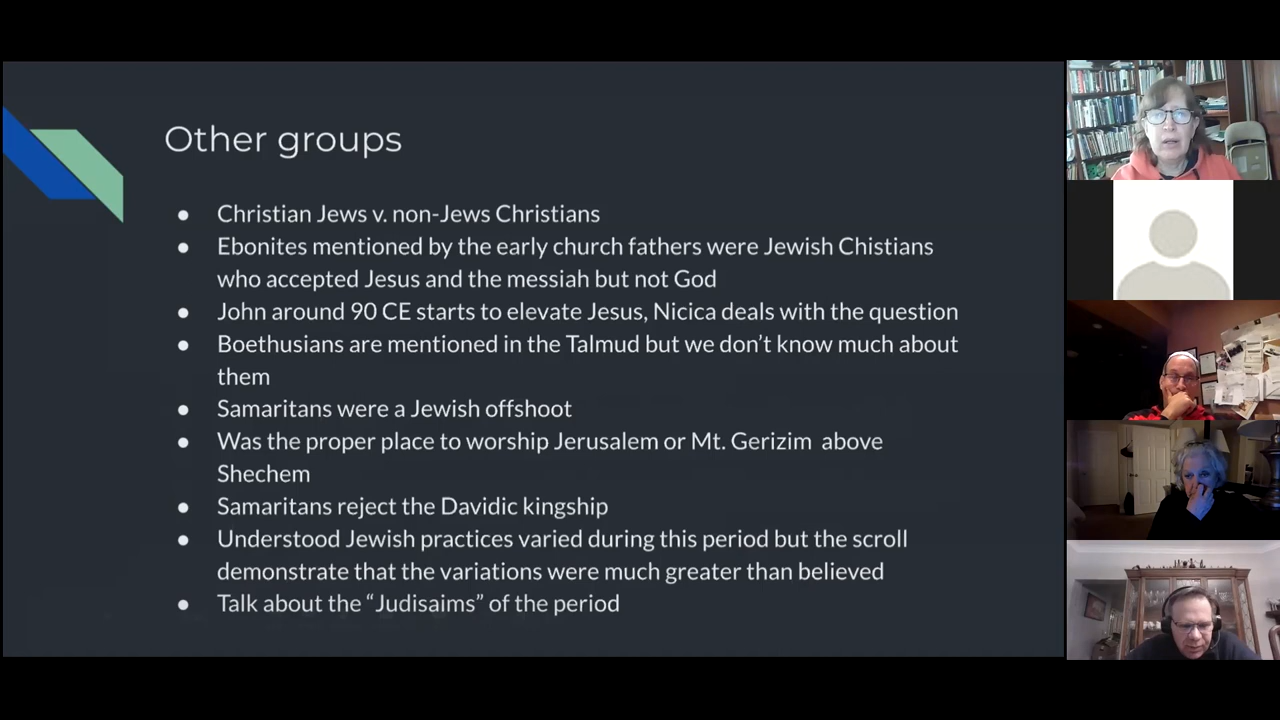 Other groups
● Christian Jews v. non-Jews Christians
● Ebonites mentioned by the early church fathers were Jewish Chistians
who accepted Jesus and the messiah but not God
● John around 90 CE starts to elevate Jesus, Nicica deals with the question
● Boethusians are mentioned in the Talmud but we don’t know much about
them
● Samaritans were a Jewish offshoot
● Was the proper place to worship Jerusalem or Mt. Gerizim above
Shechem
● Samaritans reject the Davidic kingship
● Understood Jewish practices varied during this period but the scroll
demonstrate that the variations were much greater than believed
● Talk about the “Judisaims” of the period